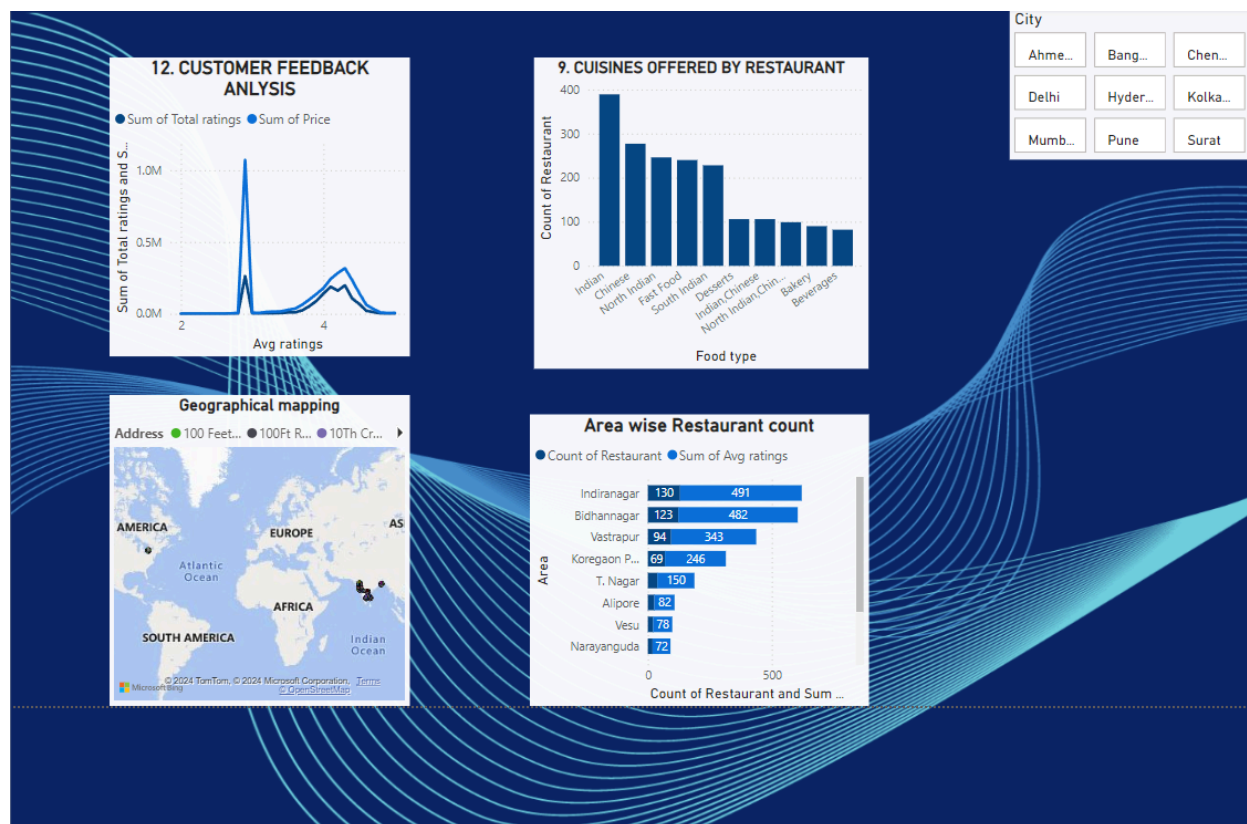 City
Ahme...
Bang...
Chen...
Delhi
Hyder...
Kolka...
Mumb...
Pune
Surat
12. CUSTOMER FEEDBACK
ANLYSIS
Sum of Total ratings
Sum of Price
Sum of Total ratings and S...
1.0M
0.5M
0.0M
2
4
Avg ratings
9. CUISINES OFFERED BY RESTAURANT
Count of Restaurant
400
300
200
100
0
Indian
Chinese
North Indian
Fast Food
South Indian
Desserts
Indian,Chinese
North Indian,Chin...
Bakery
Beverages
Food type
Geographical mapping
Address
100 Feet...
100Ft R...
10Th Cr...
AMERICA
EUROPE
AS
Atlantic
Ocean
AFRICA
SOUTH AMERICA
Indian
Ocean
Microsoft Bing
© 2024 TomTom, © 2024 Microsoft Corporation, Terms
© OpenStreetMap
Area wise Restaurant count
Count of Restaurant
Sum of Avg ratings
Area
Indiranagar 130 491
Bidhannagar 123 482
Vastrapur 94 343
Koregaon P... 69 246
T. Nagar 150
Alipore 82
Vesu 78
Narayanguda 72
0
500
Count of Restaurant and Sum ...